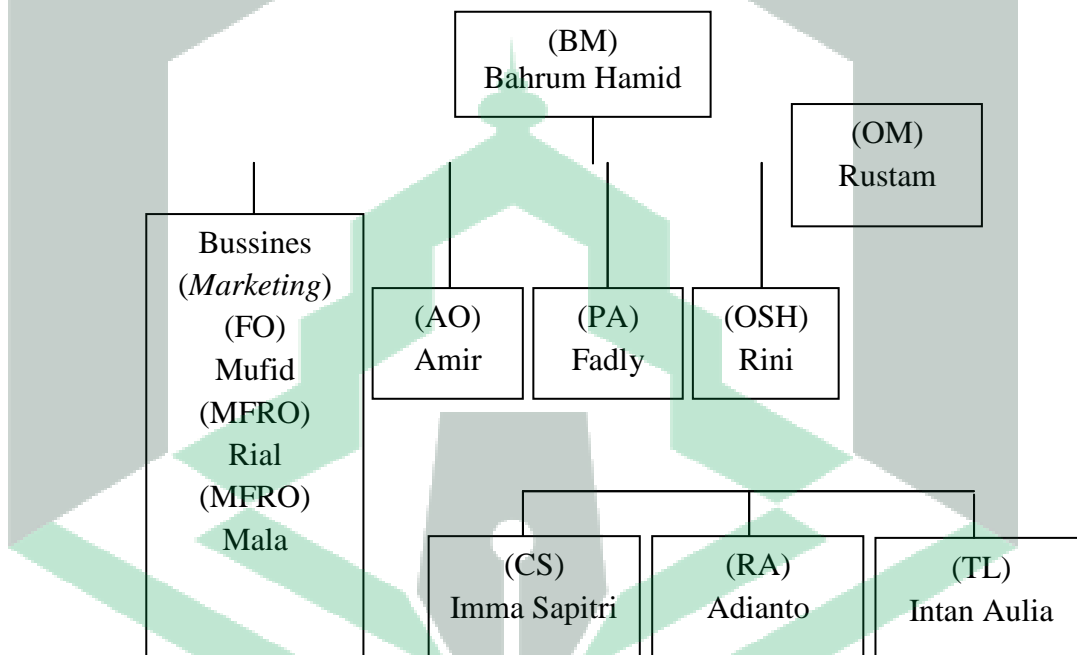 (BM)
Bahrum Hamid
(OM)
Rustam
Bussines
(Marketing)
(FO)
Mufid
(MFRO)
Rial
(MFRO)
Mala
(AO)
Amir
(PA)
Fadly
(OSH)
Rini
(CS)
Imma Sapitri
(RA)
Adianto
(TL)
Intan Aulia